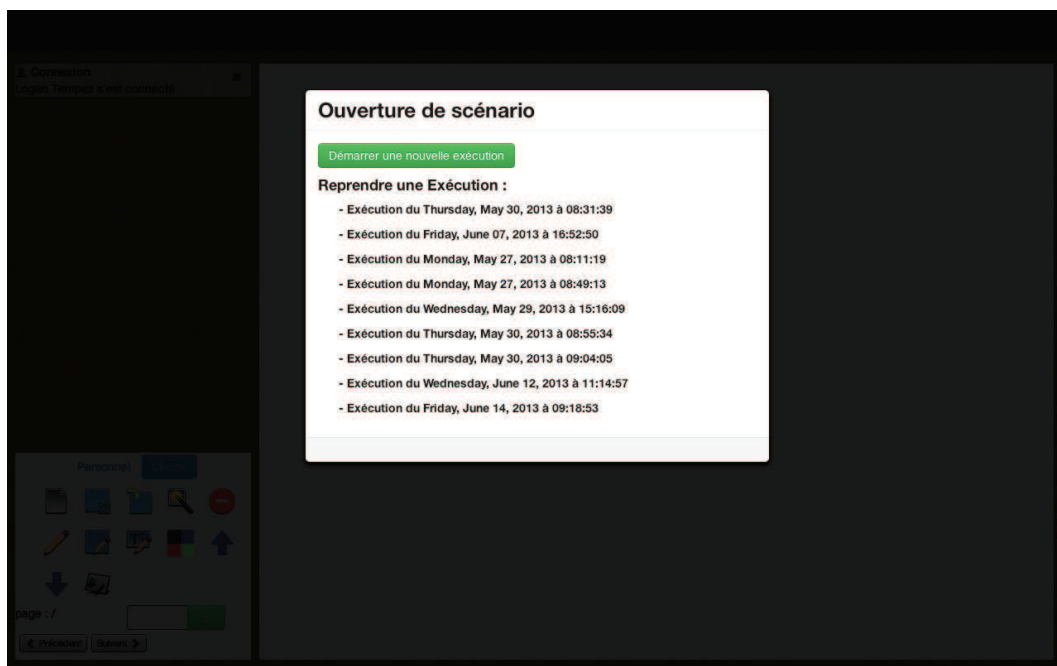 Connexion
Logan Tempez s'est connecté
Ouverture de scénario
Démarrer une nouvelle exécution
Reprendre une Exécution :
- Exécution du Thursday, May 30, 2013 à 08:31:39
- Exécution du Friday, June 07, 2013 à 16:52:50
- Exécution du Monday, May 27, 2013 à 08:11:19
- Exécution du Monday, May 27, 2013 à 08:49:13
- Exécution du Wednesday, May 29, 2013 à 15:16:09
- Exécution du Thursday, May 30, 2013 à 08:55:34
- Exécution du Thursday, May 30, 2013 à 09:04:05
- Exécution du Wednesday, June 12, 2013 à 11:14:57
- Exécution du Friday, June 14, 2013 à 09:18:53
Personnel
page : /
Précédent Suivant